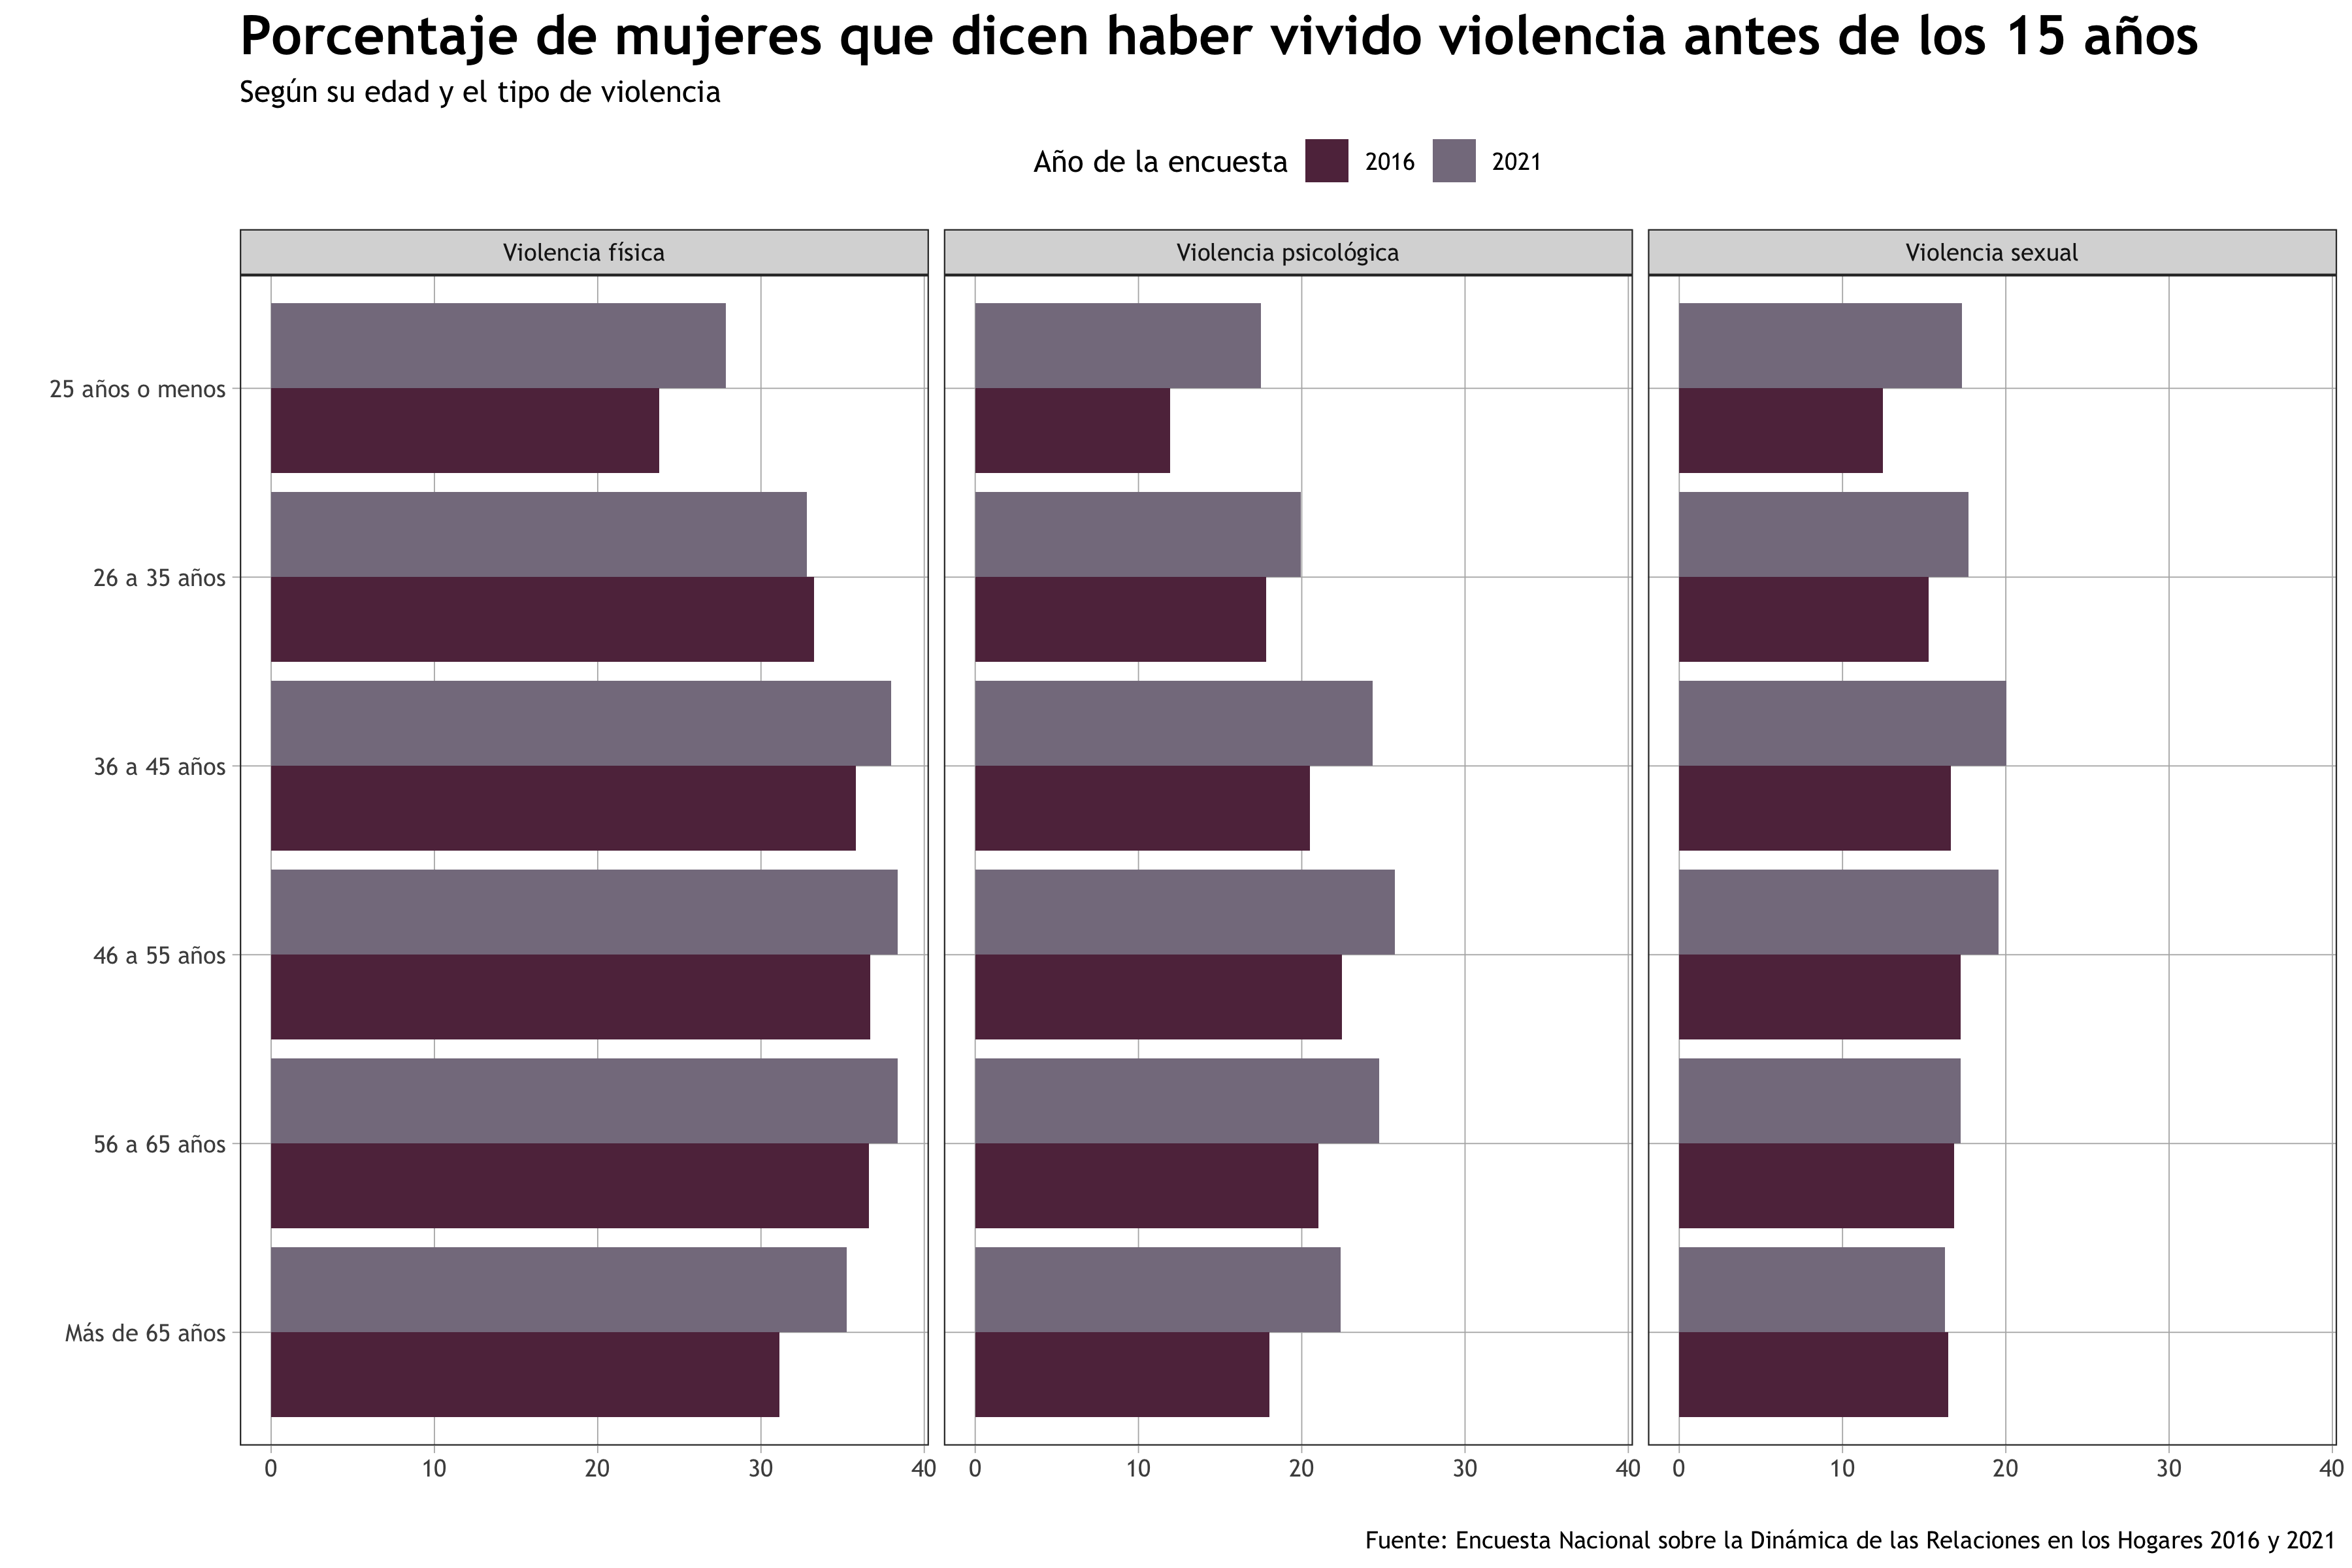 Porcentaje de mujeres que dicen haber vivido violencia antes de los 15 años
Según su edad y el tipo de violencia
Año de la encuesta 2016 2021
Violencia física Violencia psicológica Violencia sexual
25 años o menos
26 a 35 años
36 a 45 años
46 a 55 años
56 a 65 años
Más de 65 años
0 10 20 30 40 0 10 20 30 40 0 10 20 30 40
Fuente: Encuesta Nacional sobre la Dinámica de las Relaciones en los Hogares 2016 y 2021